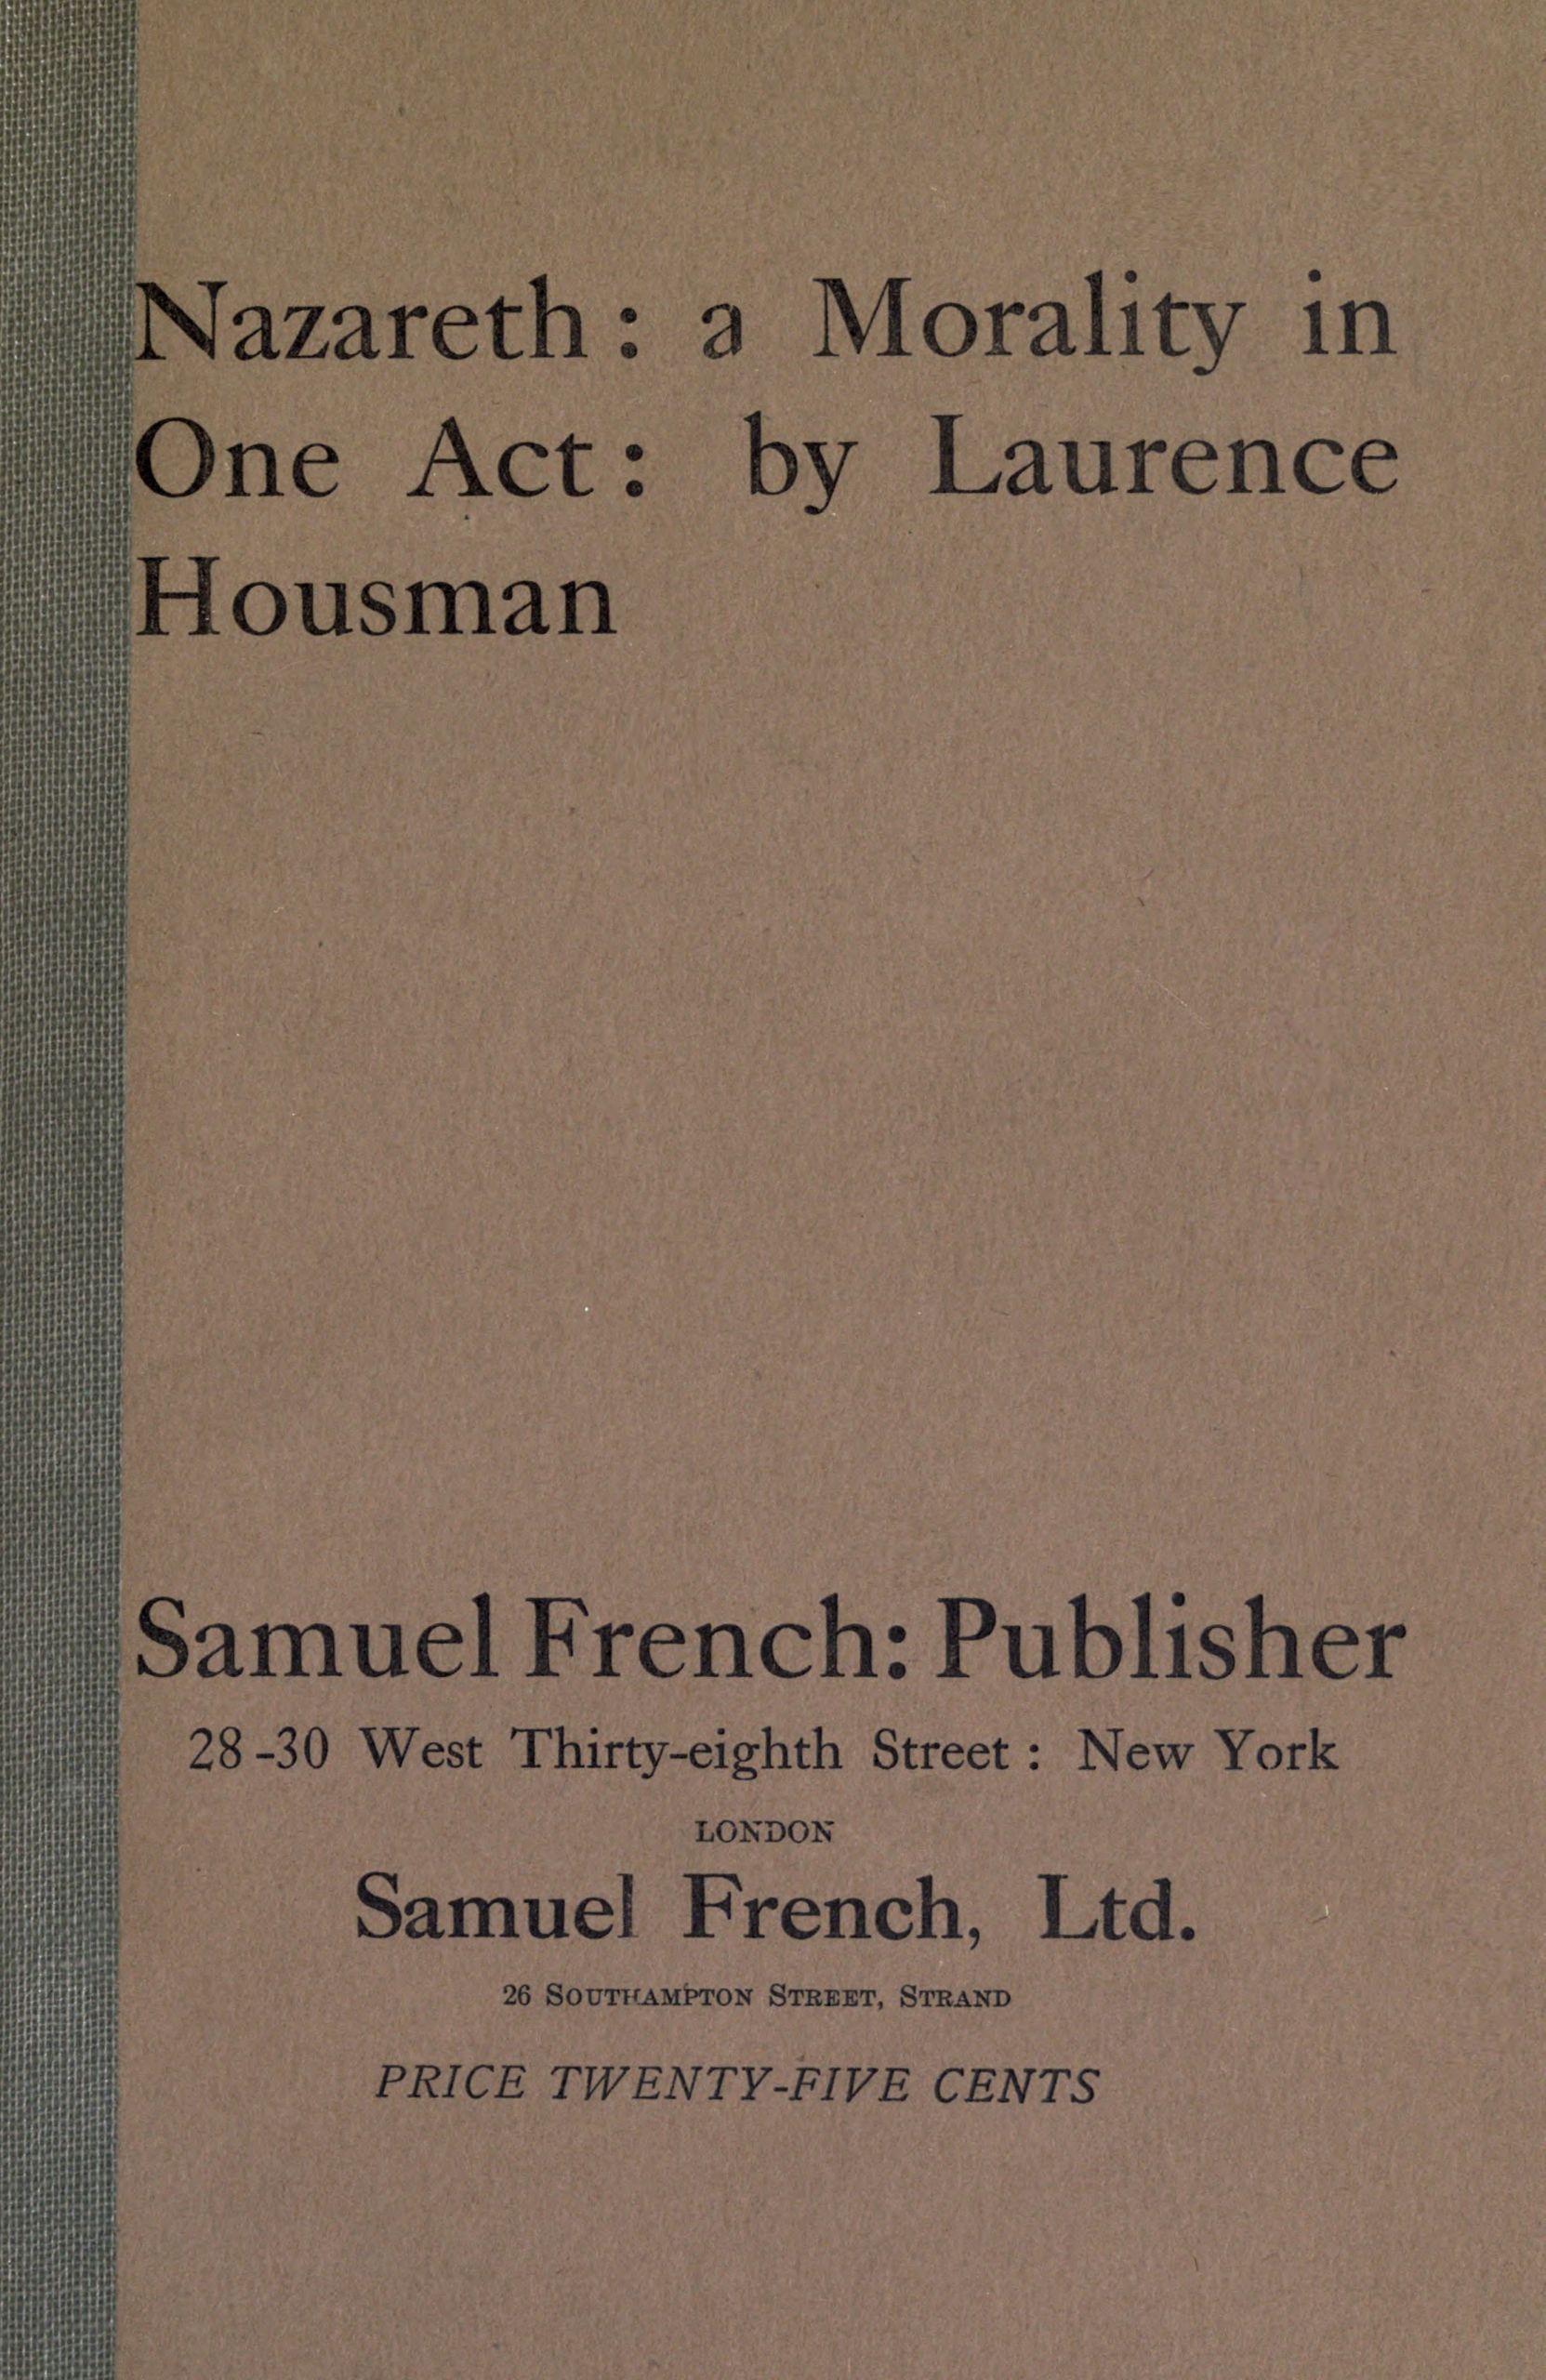 Nazareth: a Morality in
One Act: by Laurence
Housman
Samuel French: Publisher
28-30 West Thirty-eighth Street: New York
LONDON
Samuel French, Ltd.
26 SOUTHAMPTON STREET, STRAND
PRICE TWENTY-FIVE CENTS